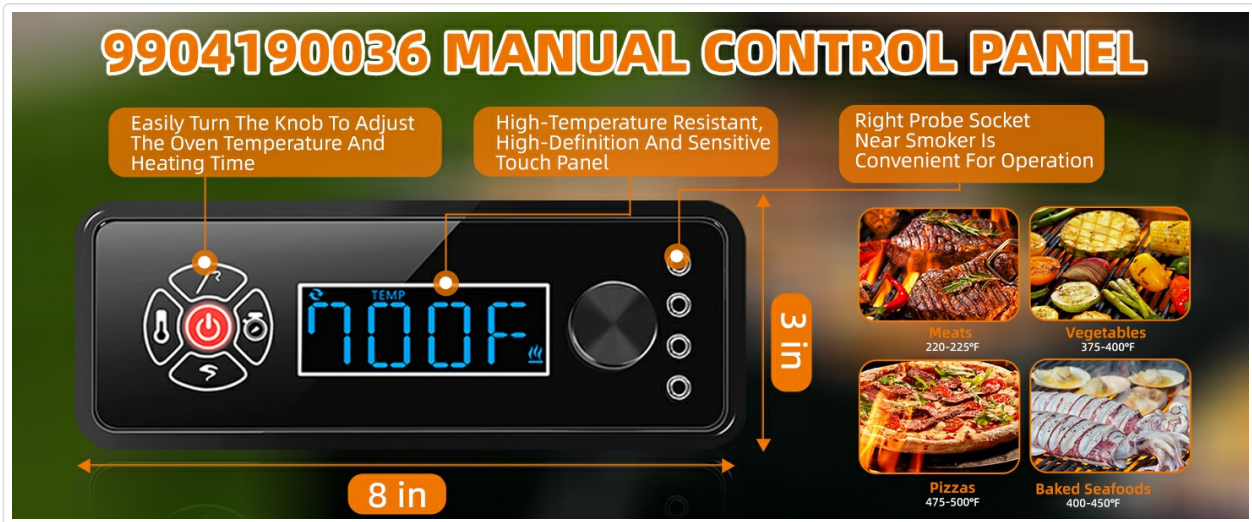 9904190036 MANUAL CONTROL PANEL
Easily Turn The Knob To Adjust
The Oven Temperature And
Heating Time
High-Temperature Resistant,
High-Definition And Sensitive
Touch Panel
Right Probe Socket
Near Smoker Is
Convenient For Operation
TEMP
700F
3 in
8 in
Meats
220-225°F
Vegetables
375-400°F
Pizzas
475-500°F
Baked Seafoods
400-450°F